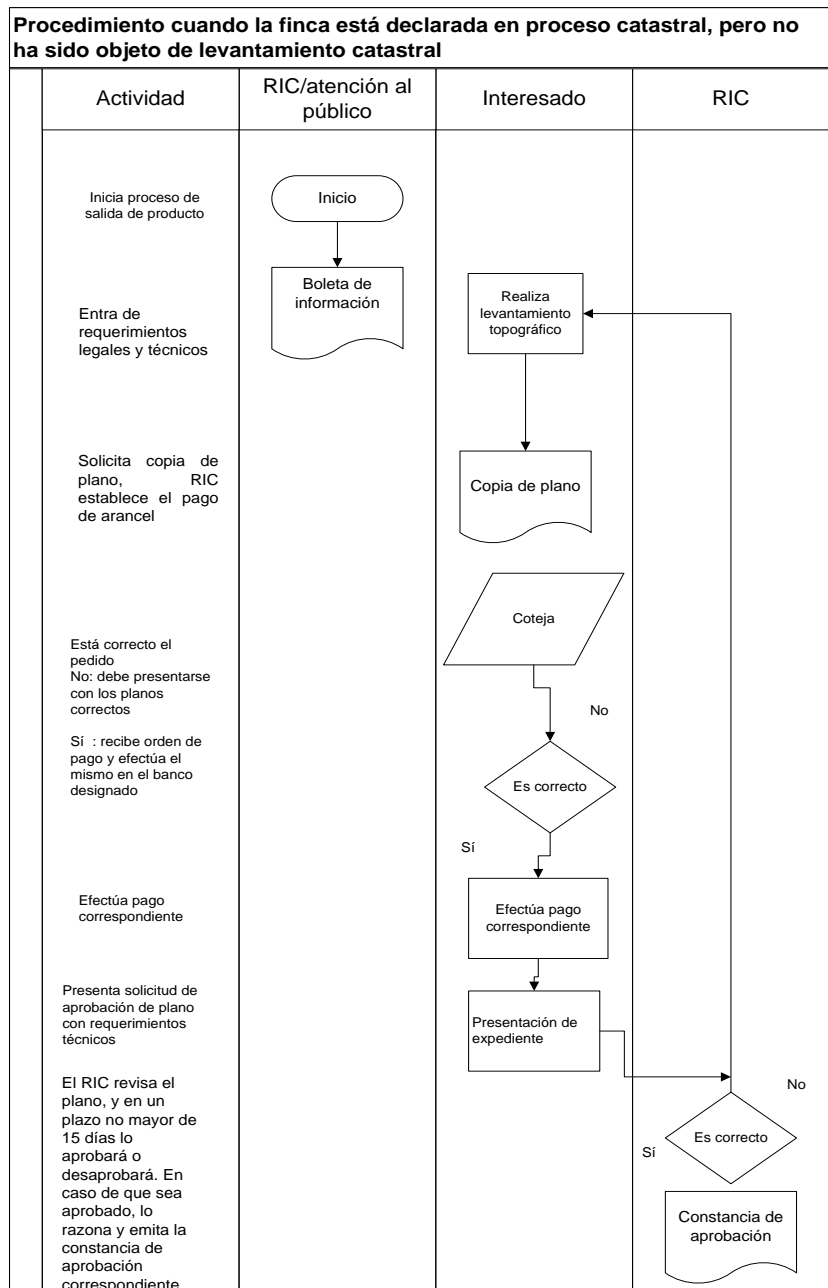 Procedimiento cuando la finca está declarada en proceso catastral, pero no
ha sido objeto de levantamiento catastral
Actividad
RIC/atención al
público
Interesado
RIC
Inicia proceso de
salida de producto
Inicio
Entra de
requerimientos
legales y técnicos
Boleta de
información
Realiza
levantamiento
topográfico
Solicita copia de
plano, RIC
establece el pago
de arancel
Copia de plano
Coteja
Está correcto el
pedido
No: debe presentarse
con los planos
correctos
Sí : recibe orden de
pago y efectúa el
mismo en el banco
designado
No
Es correcto
Sí
Efectúa pago
correspondiente
Efectúa pago
correspondiente
Presenta solicitud de
aprobación de plano
con requerimientos
técnicos
Presentación de
expediente
El RIC revisa el
plano, y en un
plazo no mayor de
15 días lo
aprobará o
desaprobará. En
caso de que sea
aprobado, lo
razona y emita la
constancia de
aprobación
correspondiente
No
Es correcto
Sí
Constancia de
aprobación